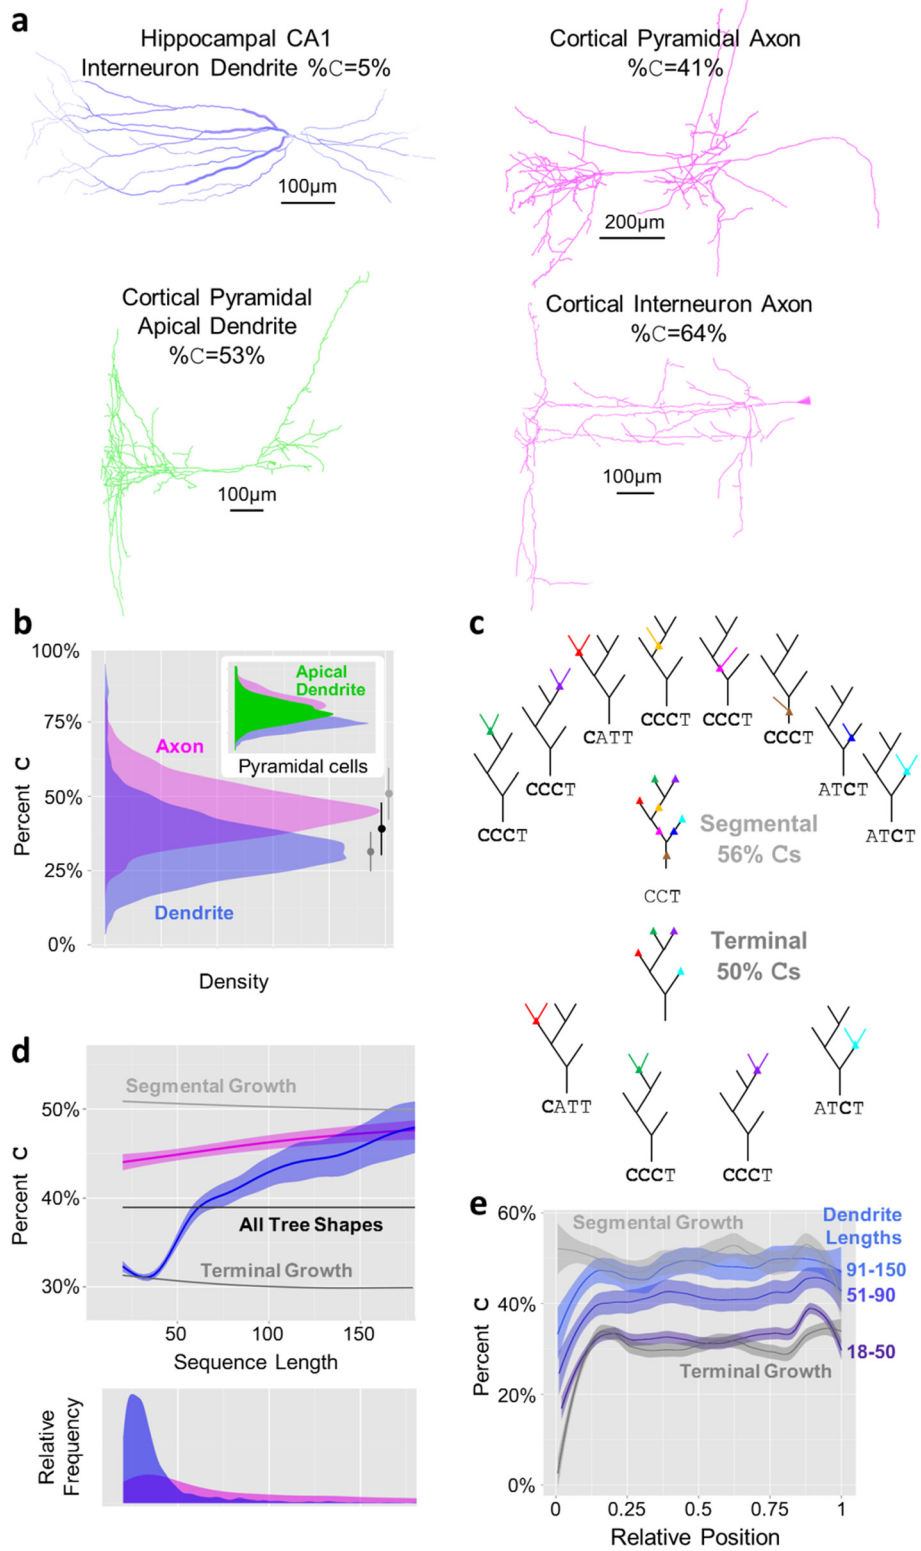 a
Hippocampal CA1
Interneuron Dendrite %C=5%
100µm
Cortical Pyramidal Axon
%C=41%
200µm
Cortical Pyramidal
Apical Dendrite
%C=53%
100µm
Cortical Interneuron Axon
%C=64%
100µm
b
100%
75%
50%
25%
0%
Percent C
Axon
Dendrite
Apical
Dendrite
Pyramidal cells
Density
c
CCCT
CCCT
CATT
CCCT
CCCT
CCCT
ATCT
ATCT
Segmental
56% Cs
CCT
Terminal
50% Cs
CATT
CCCT
CCCT
ATCT
d
Segmental Growth
50%
40%
30%
Percent C
All Tree Shapes
Terminal Growth
50
100
150
Sequence Length
Relative
Frequency
e
60%
40%
20%
0%
Percent C
Segmental Growth
Dendrite
Lengths
91-150
51-90
18-50
Terminal Growth
0
0.25
0.5
0.75
1
Relative Position